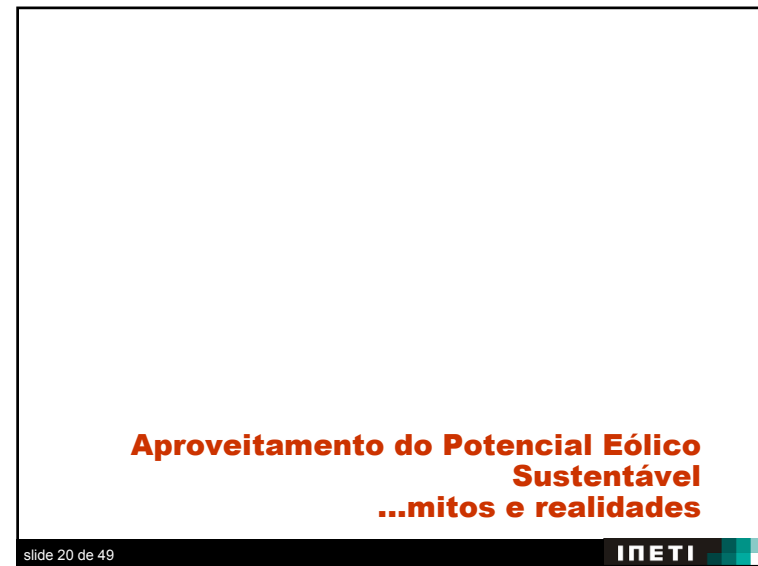 Aproveitamento do Potencial Eólico
Sustentável
...mitos e realidades
slide 20 de 49
INETI